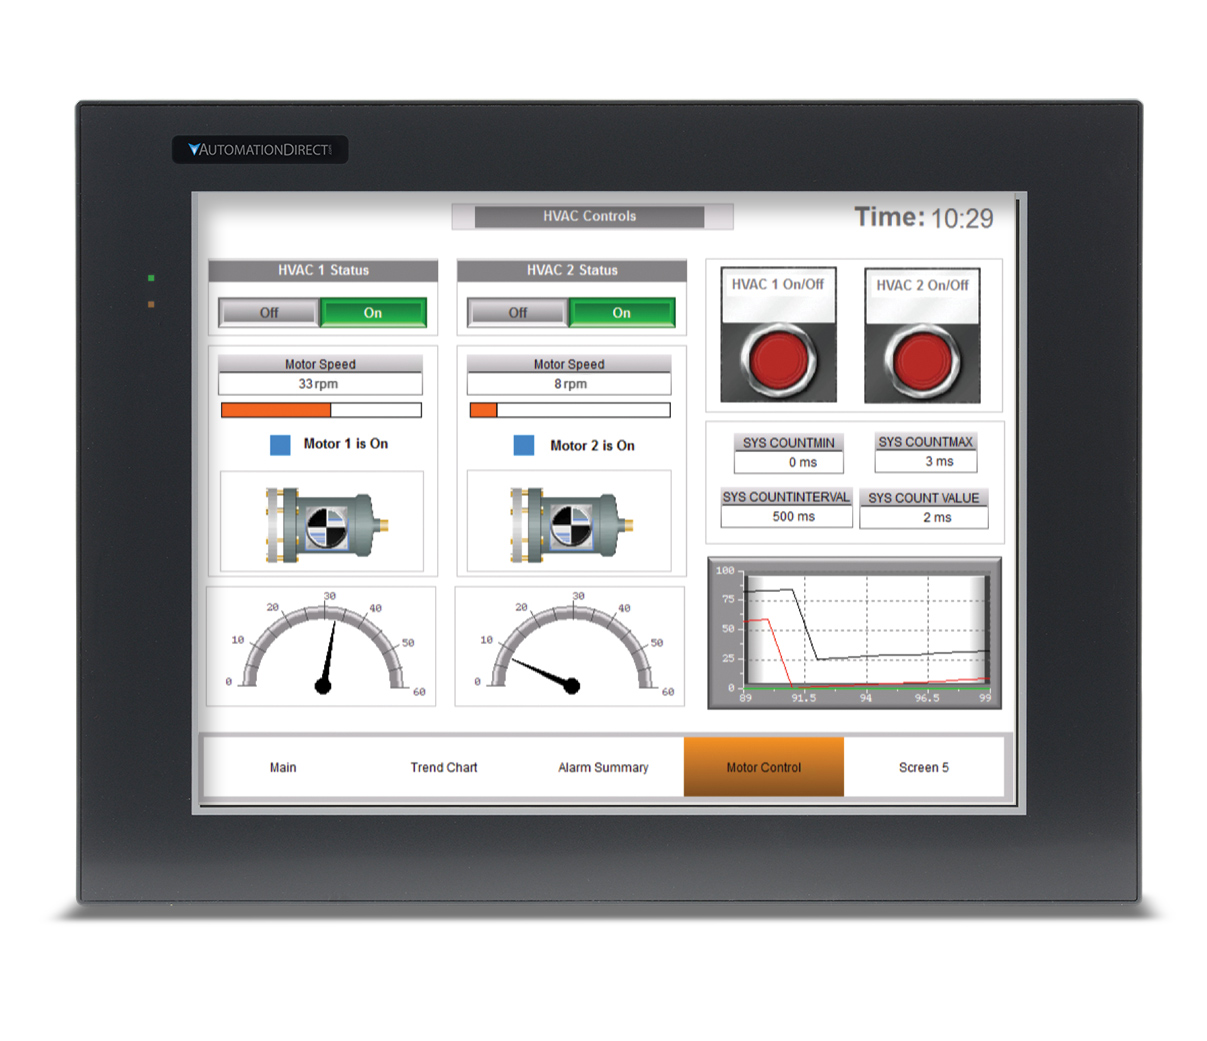 AUTOMATIONDIRECT
HVAC Controls
Time: 10:29
HVAC 1 Status
Off On
Motor Speed
33 rpm
Motor 1 is On
0 10 20 30 40 50 60
HVAC 2 Status
Off On
Motor Speed
8 rpm
Motor 2 is On
0 10 20 30 40 50 60
HVAC 1 On/Off
HVAC 2 On/Off
SYS COUNTMIN
0 ms
SYS COUNTMAX
3 ms
SYS COUNTINTERVAL
500 ms
SYS COUNT VALUE
2 ms
100
75
50
25
0
89 91.5 94 96.5 99
Main Trend Chart Alarm Summary Motor Control Screen 5